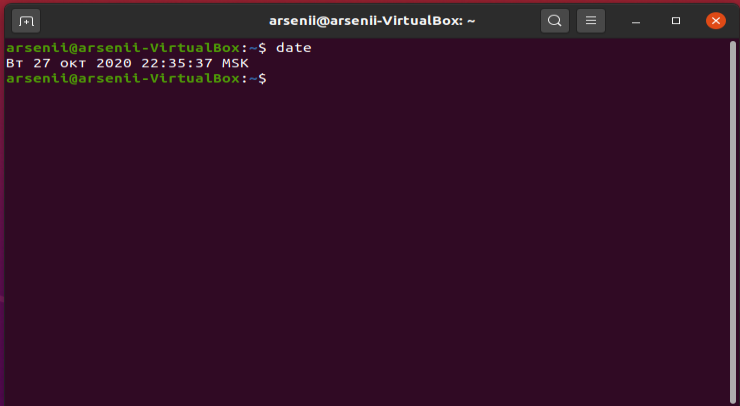 arsenii@arsenii-VirtualBox: ~
arsenii@arsenii-VirtualBox:~$ date
Вт 27 окт 2020 22:35:37 MSK
arsenii@arsenii-VirtualBox:~$